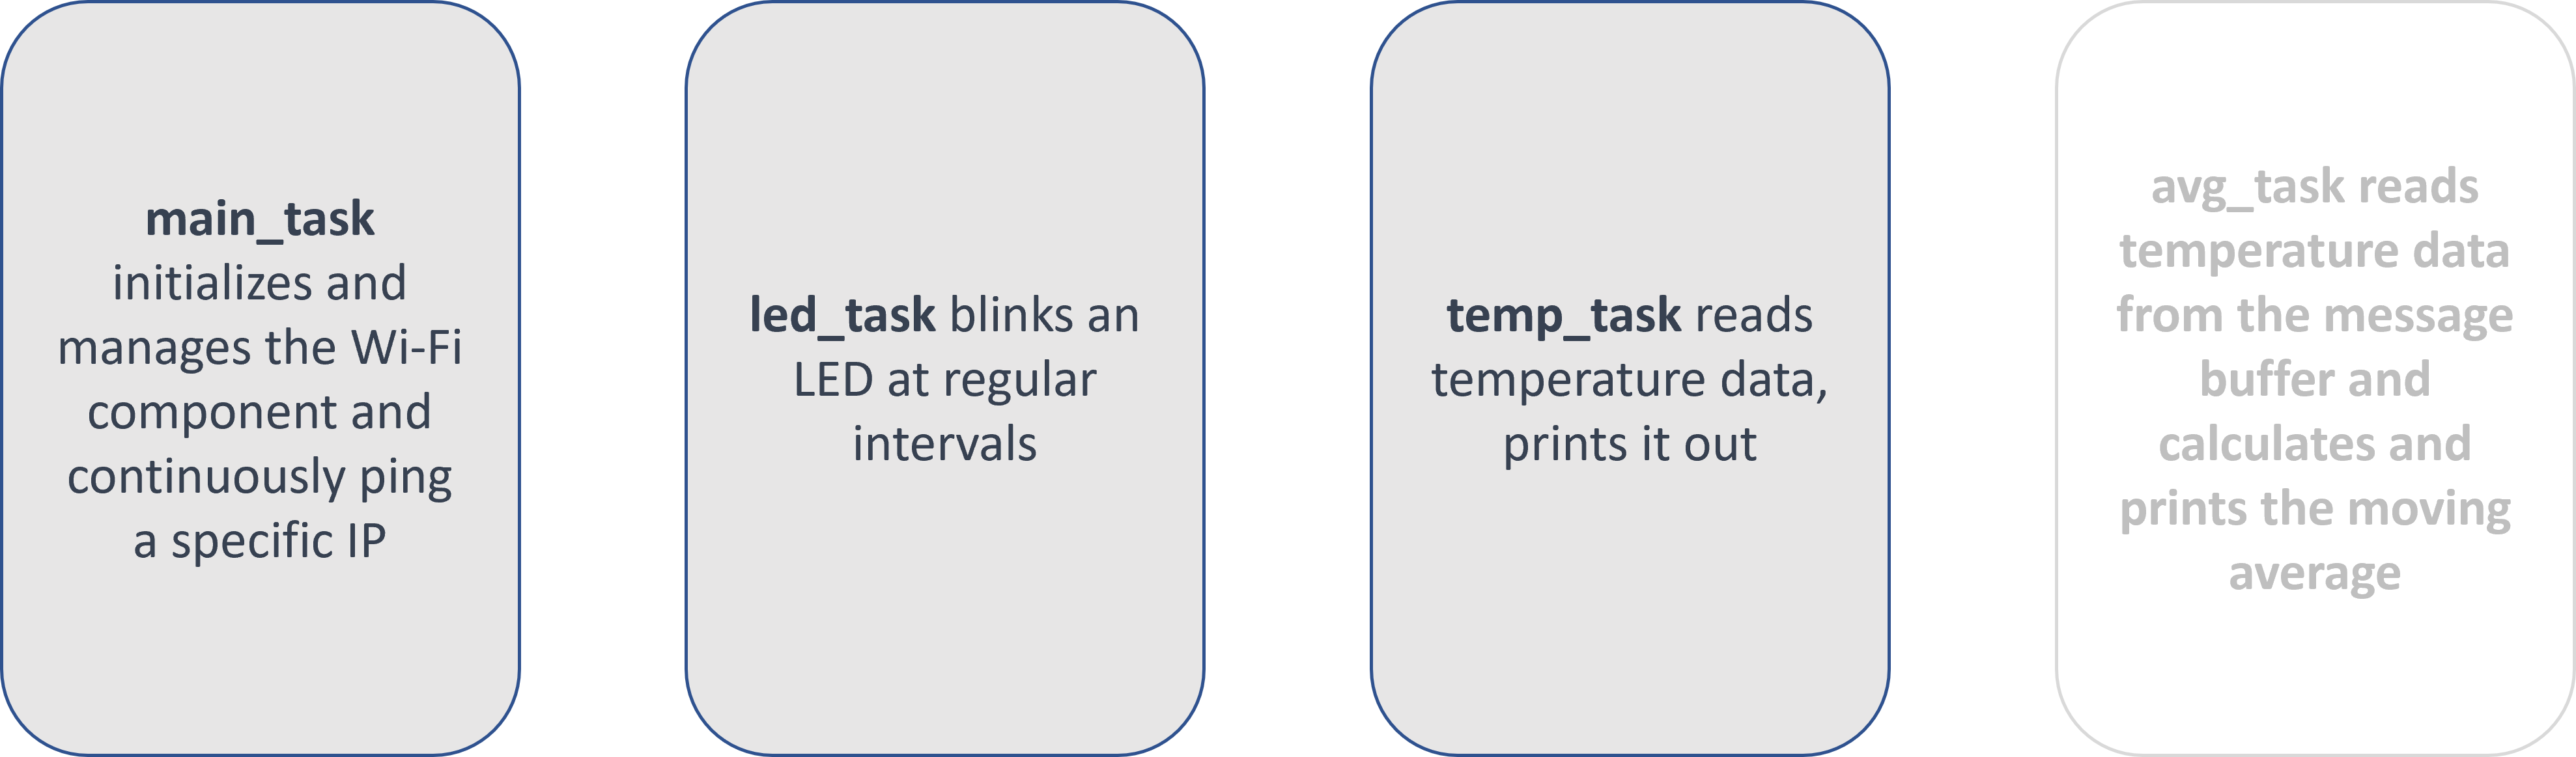 main_task
initializes and
manages the Wi-Fi
component and
continuously ping
a specific IP
led_task blinks an
LED at regular
intervals
temp_task reads
temperature data,
prints it out
avg_task reads
temperature data
from the message
buffer and
calculates and
prints the moving
average